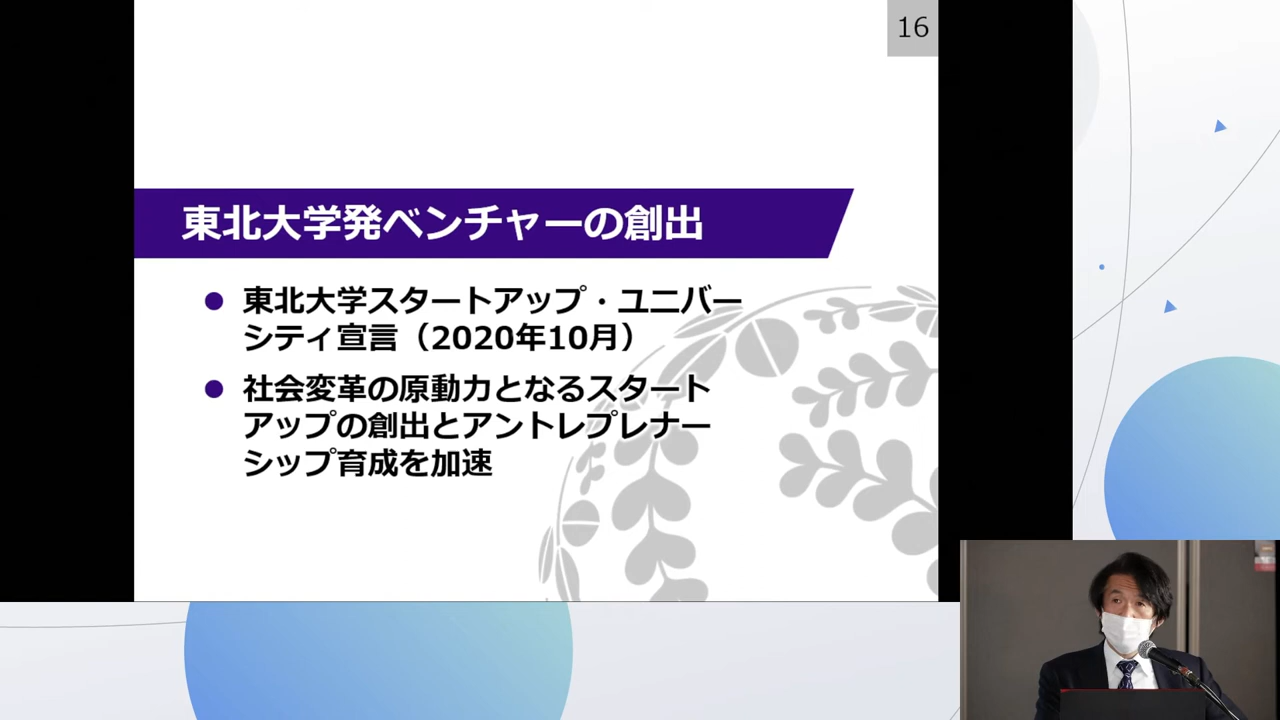 16
東北大学発ベンチャーの創出
東北大学スタートアップ・ユニバー
シティ宣言（2020年10月）
社会変革の原動力となるスタート
アップの創出とアントレプレナー
シップ育成を加速